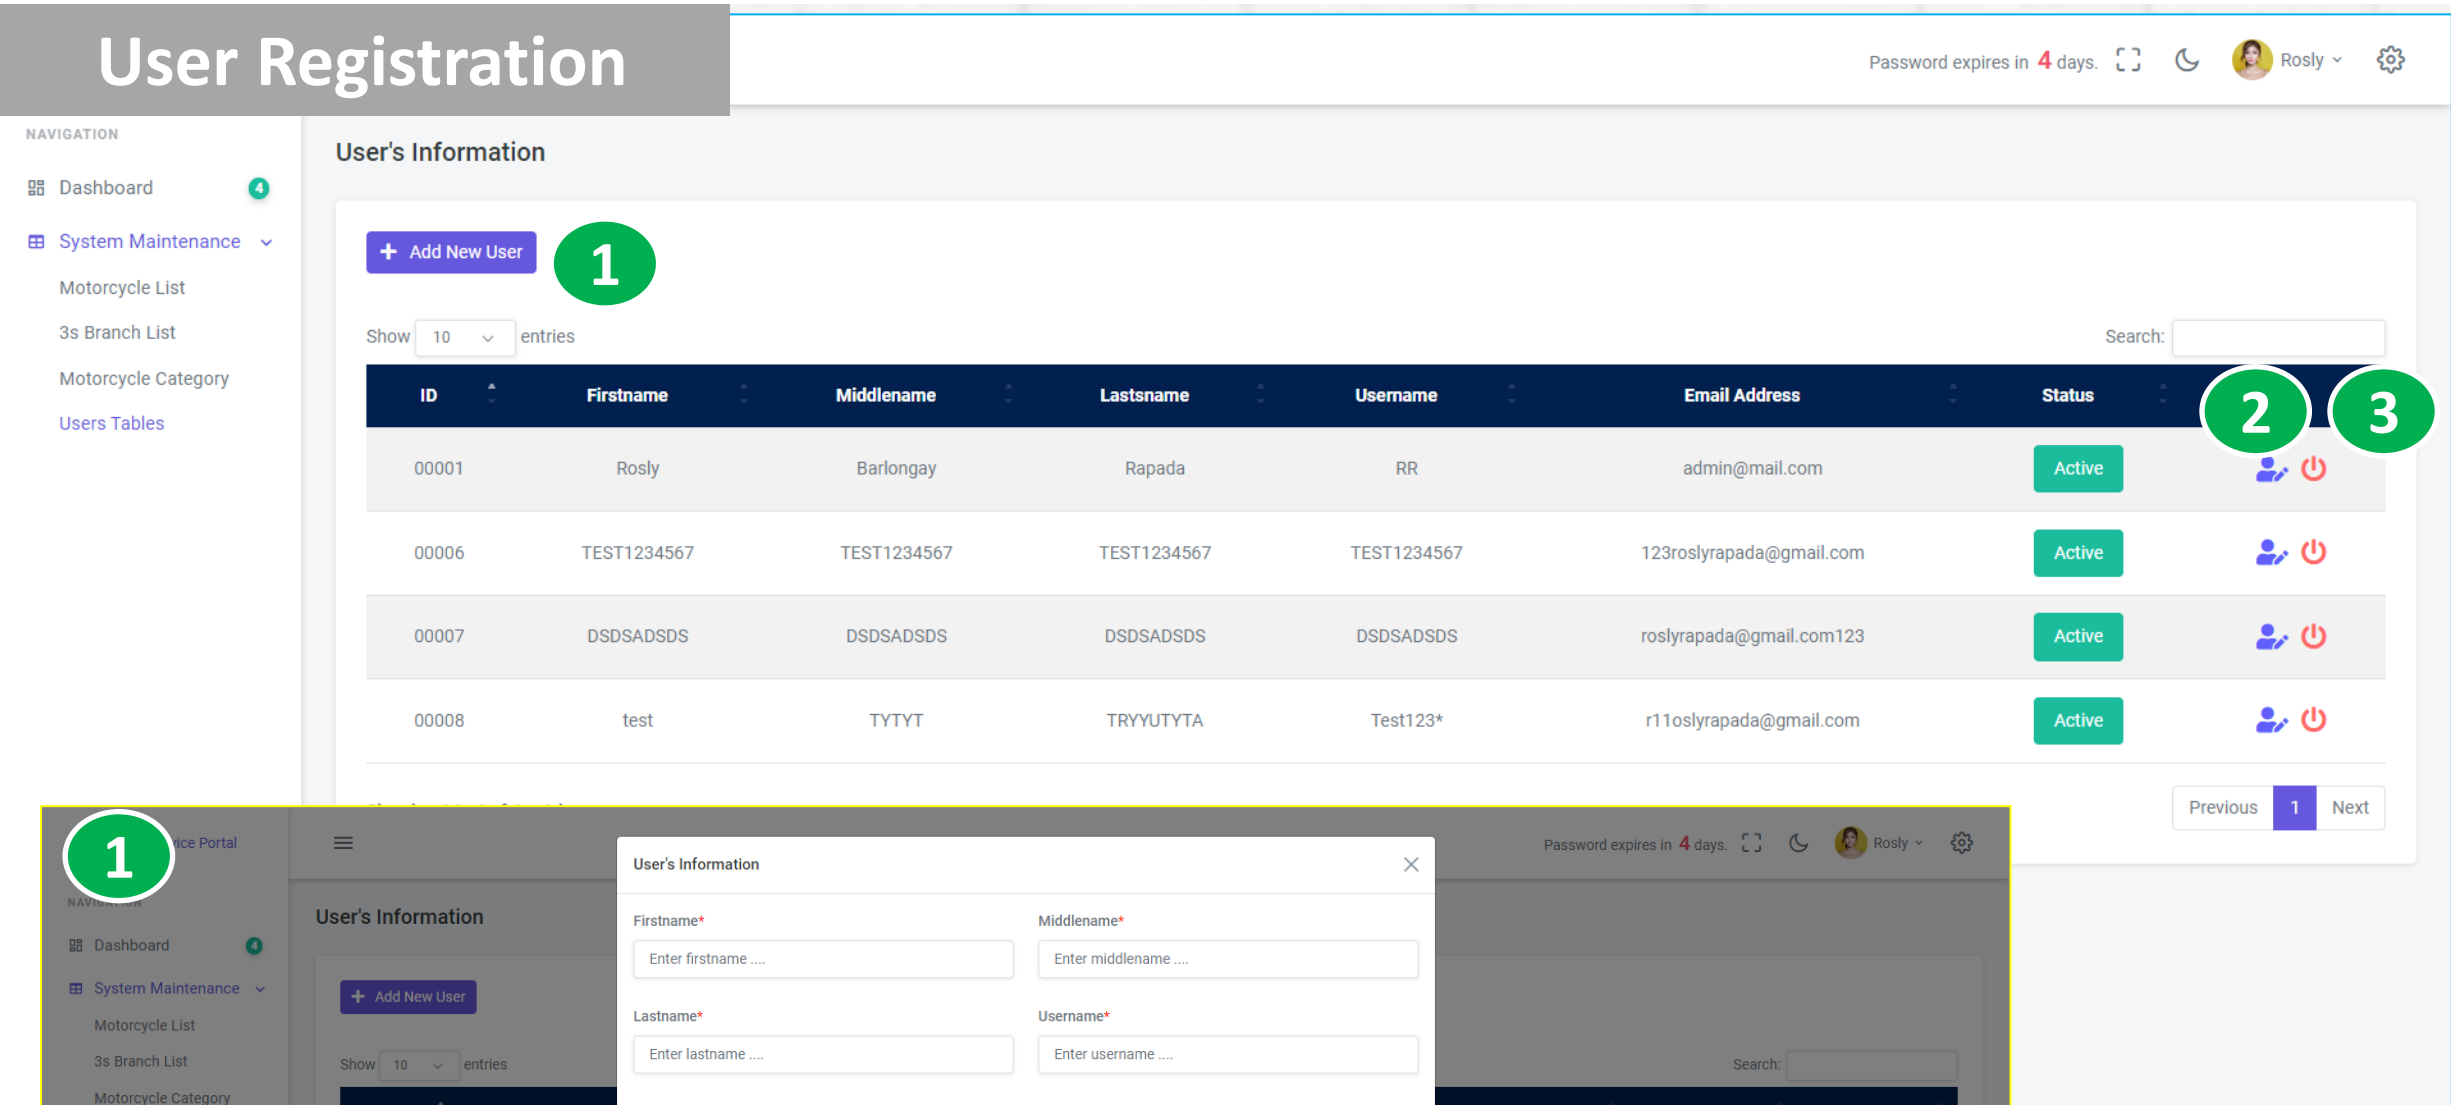 User Registration
Password expires in 4 days.
Rosly
NAVIGATION
Dashboard
4
System Maintenance
Motorcycle List
3s Branch List
Motorcycle Category
Users Tables
User's Information
+ Add New User
1
Show 10 entries
Search:
ID Firstname Middlename Lastsname Username Email Address Status
2 3
00001 Rosly Barlongay Rapada RR admin@mail.com Active
00006 TEST1234567 TEST1234567 TEST1234567 TEST1234567 123roslyrapada@gmail.com Active
00007 DSDSADSDS DSDSADSDS DSDSADSDS DSDSADSDS roslyrapada@gmail.com123 Active
00008 test TYTYT TRYYUTYTA Test123* r11oslyrapada@gmail.com Active
Previous 1 Next
1
Portal
Password expires in 4 days.
Rosly
NAVIGATION
Dashboard
4
System Maintenance
Motorcycle List
3s Branch List
Motorcycle Category
User's Information
+ Add New User
Show 10 entries
Search:
User's Information
Firstname* Middlename*
Enter firstname .... Enter middlename ....
Lastname* Username*
Enter lastname .... Enter username ....